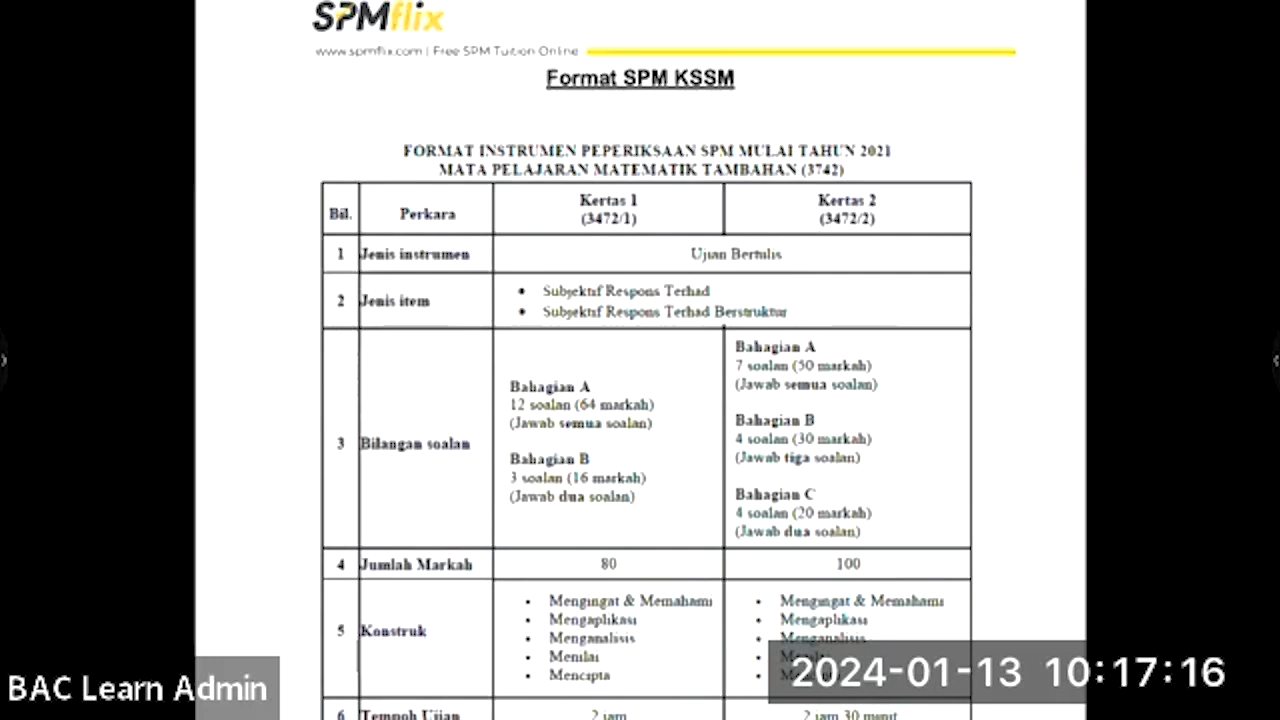 SPMflix
www.spmflix.com | Free SPM Tuition Online
Format SPM KSSM
FORMAT INSTRUMEN PEPERIKSAAN SPM MULAI TAHUN 2021
MATA PELAJARAN MATEMATIK TAMBAHAN (3742)
Bil.
Perkara
Kertas 1
(3472/1)
Kertas 2
(3472/2)
1
Jenis instrumen
Ujian Bertulis
2
Jenis item
• Subjektif Respons Terhad
• Subjektif Respons Terhad Berstruktur
3
Bilangan soalan
Bahagian A
12 soalan (64 markah)
(Jawab semua soalan)
Bahagian B
3 soalan (16 markah)
(Jawab dua soalan)
Bahagian A
7 soalan (50 markah)
(Jawab semua soalan)
Bahagian B
4 soalan (30 markah)
(Jawab tiga soalan)
Bahagian C
4 soalan (20 markah)
(Jawab dua soalan)
4
Jumlah Markah
80
100
5
Konstruk
• Mengingat & Memahami
• Mengaplikasi
• Menganalisis
• Menilai
• Mencipta
• Mengingat & Memahami
• Mengaplikasi
• Menganalisis
6
Tempoh Ujian
2 jam
2 jam 30 minit
BAC Learn Admin
2024-01-13 10:17:16